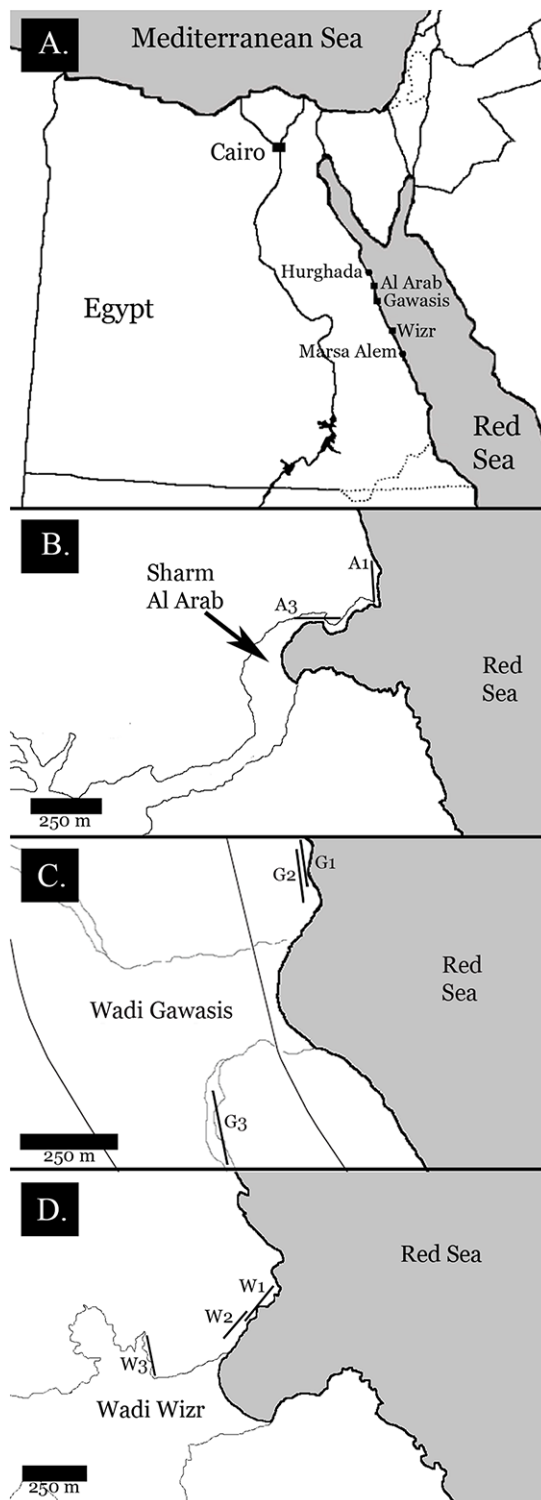 A.
Mediterranean Sea
Cairo
Hurghada
Al Arab
Gawasis
Egypt
Wizr
Marsa Alem
Red
Sea
B.
Sharm
Al Arab
A1
A3
Red
Sea
250 m
C.
G1
G2
Red
Sea
Wadi Gawasis
G3
250 m
D.
Red Sea
W1
W2
W3
Wadi Wizr
250 m